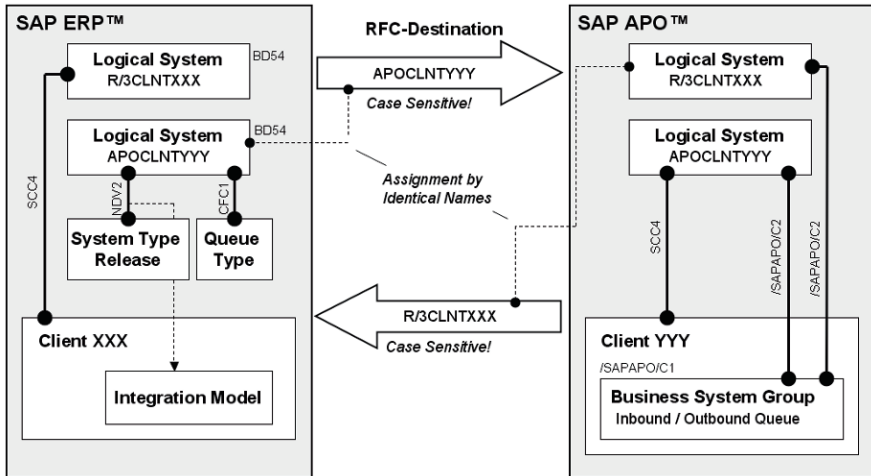 SAP ERP™
Logical System
R/3CLNTXXX
BD54
Logical System
APOCLNTYYY
BD54
SCC4
NDV2
CFC1
System Type
Release
Queue
Type
Client XXX
Integration Model
RFC-Destination
APOCLNTYYY
Case Sensitive!
Assignment by
Identical Names
R/3CLNTXXX
Case Sensitive!
SAP APO™
Logical System
R/3CLNTXXX
Logical System
APOCLNTYYY
SCC4
/SAPAPO/C2
/SAPAPO/C2
Client YYY
/SAPAPO/C1
Business System Group
Inbound / Outbound Queue